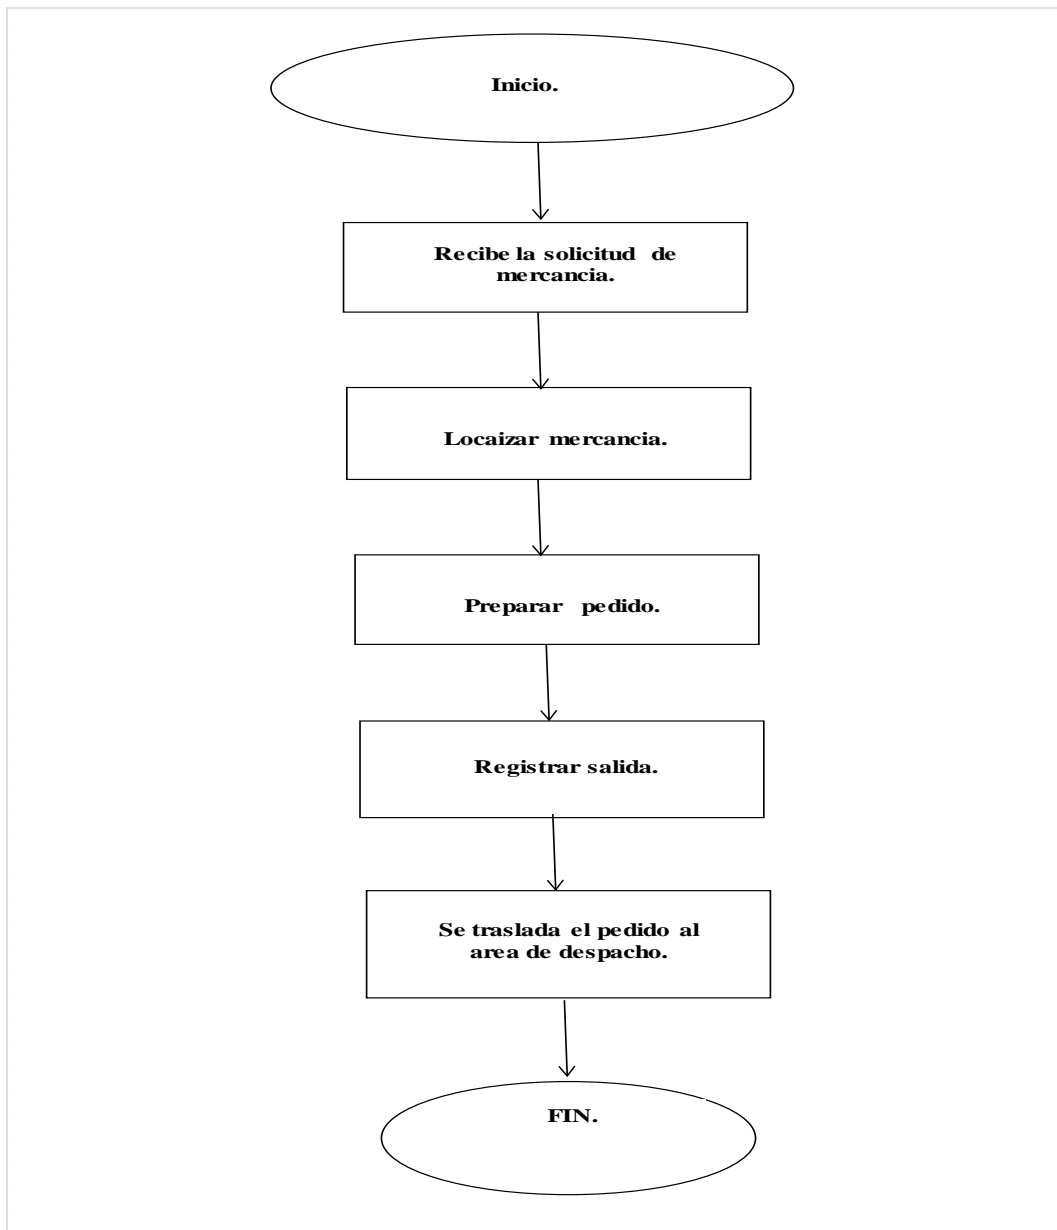 Inicio.
Recibe la solicitud de
mercancia.
Locaizar mercancia.
Preparar pedido.
Registrar salida.
Se traslada el pedido al
area de despacho.
FIN.